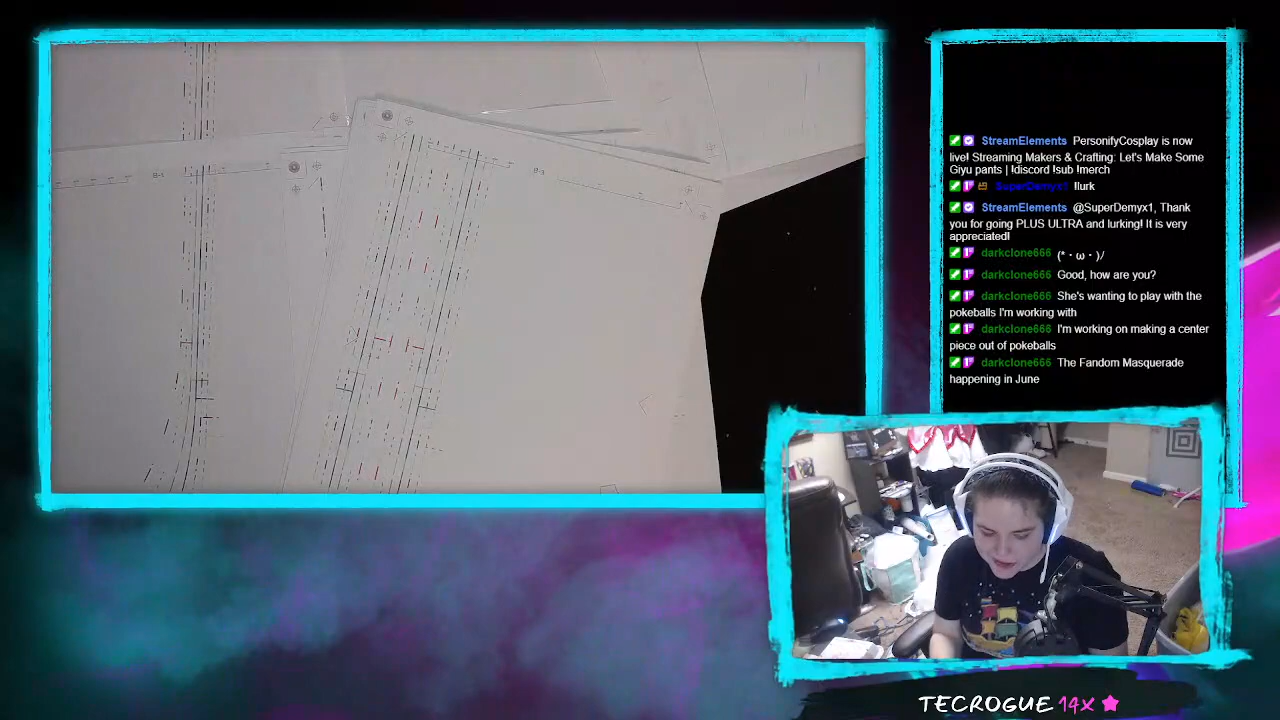 StreamElements PersonifyCosplay is now
live! Streaming Makers & Crafting: Let's Make Some
Giyu pants | !discord !sub !merch
SuperDemyx1 !lurk
StreamElements @SuperDemyx1, Thank
you for going PLUS ULTRA and lurking! It is very
appreciated!
darkclone666 (*・ω・)ﾉ
darkclone666 Good, how are you?
darkclone666 She's wanting to play with the
pokeballs I'm working with
darkclone666 I'm working on making a center
piece out of pokeballs
darkclone666 The Fandom Masquerade
happening in June
TECROGUE 14X